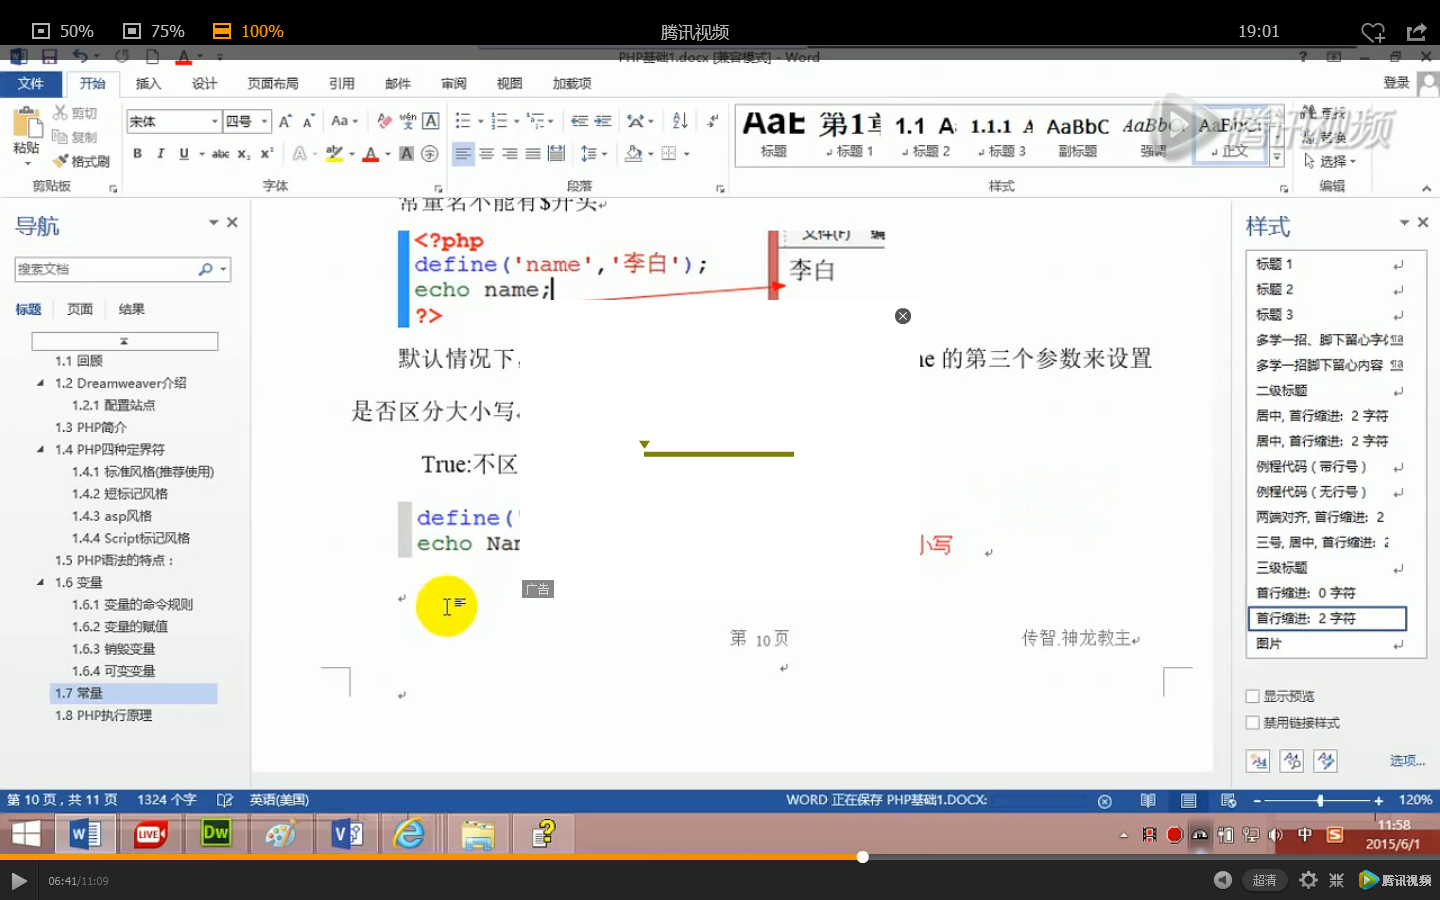 50% 75% 100% 腾讯视频 19:01
PHP基础1.docx [兼容模式] - Word
文件 开始 插入 设计 页面布局 引用 邮件 审阅 视图 加载项 登录
粘贴 剪切 复制 格式刷
宋体 四号
AaB 第1章 1.1 A 1.1.1 A AaBbC AaBbC AaBbC
标题 标题 1 标题 2 标题 3 副标题 强调 正文
查找 替换 选择
腾讯视频
剪贴板 字体 段落 样式 编辑
导航
搜索文档
标题 页面 结果
1.1 回顾
1.2 Dreamweaver介绍
1.2.1 配置站点
1.3 PHP简介
1.4 PHP四种定界符
1.4.1 标准风格(推荐使用)
1.4.2 短标记风格
1.4.3 asp风格
1.4.4 Script标记风格
1.5 PHP语法的特点：
1.6 变量
1.6.1 变量的命令规则
1.6.2 变量的赋值
1.6.3 销毁变量
1.6.4 可变变量
1.7 常量
1.8 PHP执行原理
常量名不能有$开头
<?php
define('name','李白');
echo name;
?>
文件(F) 编
李白
默认情况下, ne 的第三个参数来设置
是否区分大小写
True:不区
define('
echo Nam
小写
广告
第 10页
传智.神龙教主
样式
标题 1
标题 2
标题 3
多学一招、脚下留心字体
多学一招脚下留心内容
二级标题
居中, 首行缩进: 2 字符
居中, 首行缩进: 2 字符
例程代码（带行号）
例程代码（无行号）
两端对齐, 首行缩进: 2
三号, 居中, 首行缩进: 2
三级标题
首行缩进: 0 字符
首行缩进: 2 字符
图片
显示预览
禁用链接样式
选项...
第 10 页，共 11 页 1324 个字 英语(美国) WORD 正在保存 PHP基础1.DOCX: 120%
LIVE Dw 中
11:58
2015/6/1
06:41/11:09 超清 腾讯视频